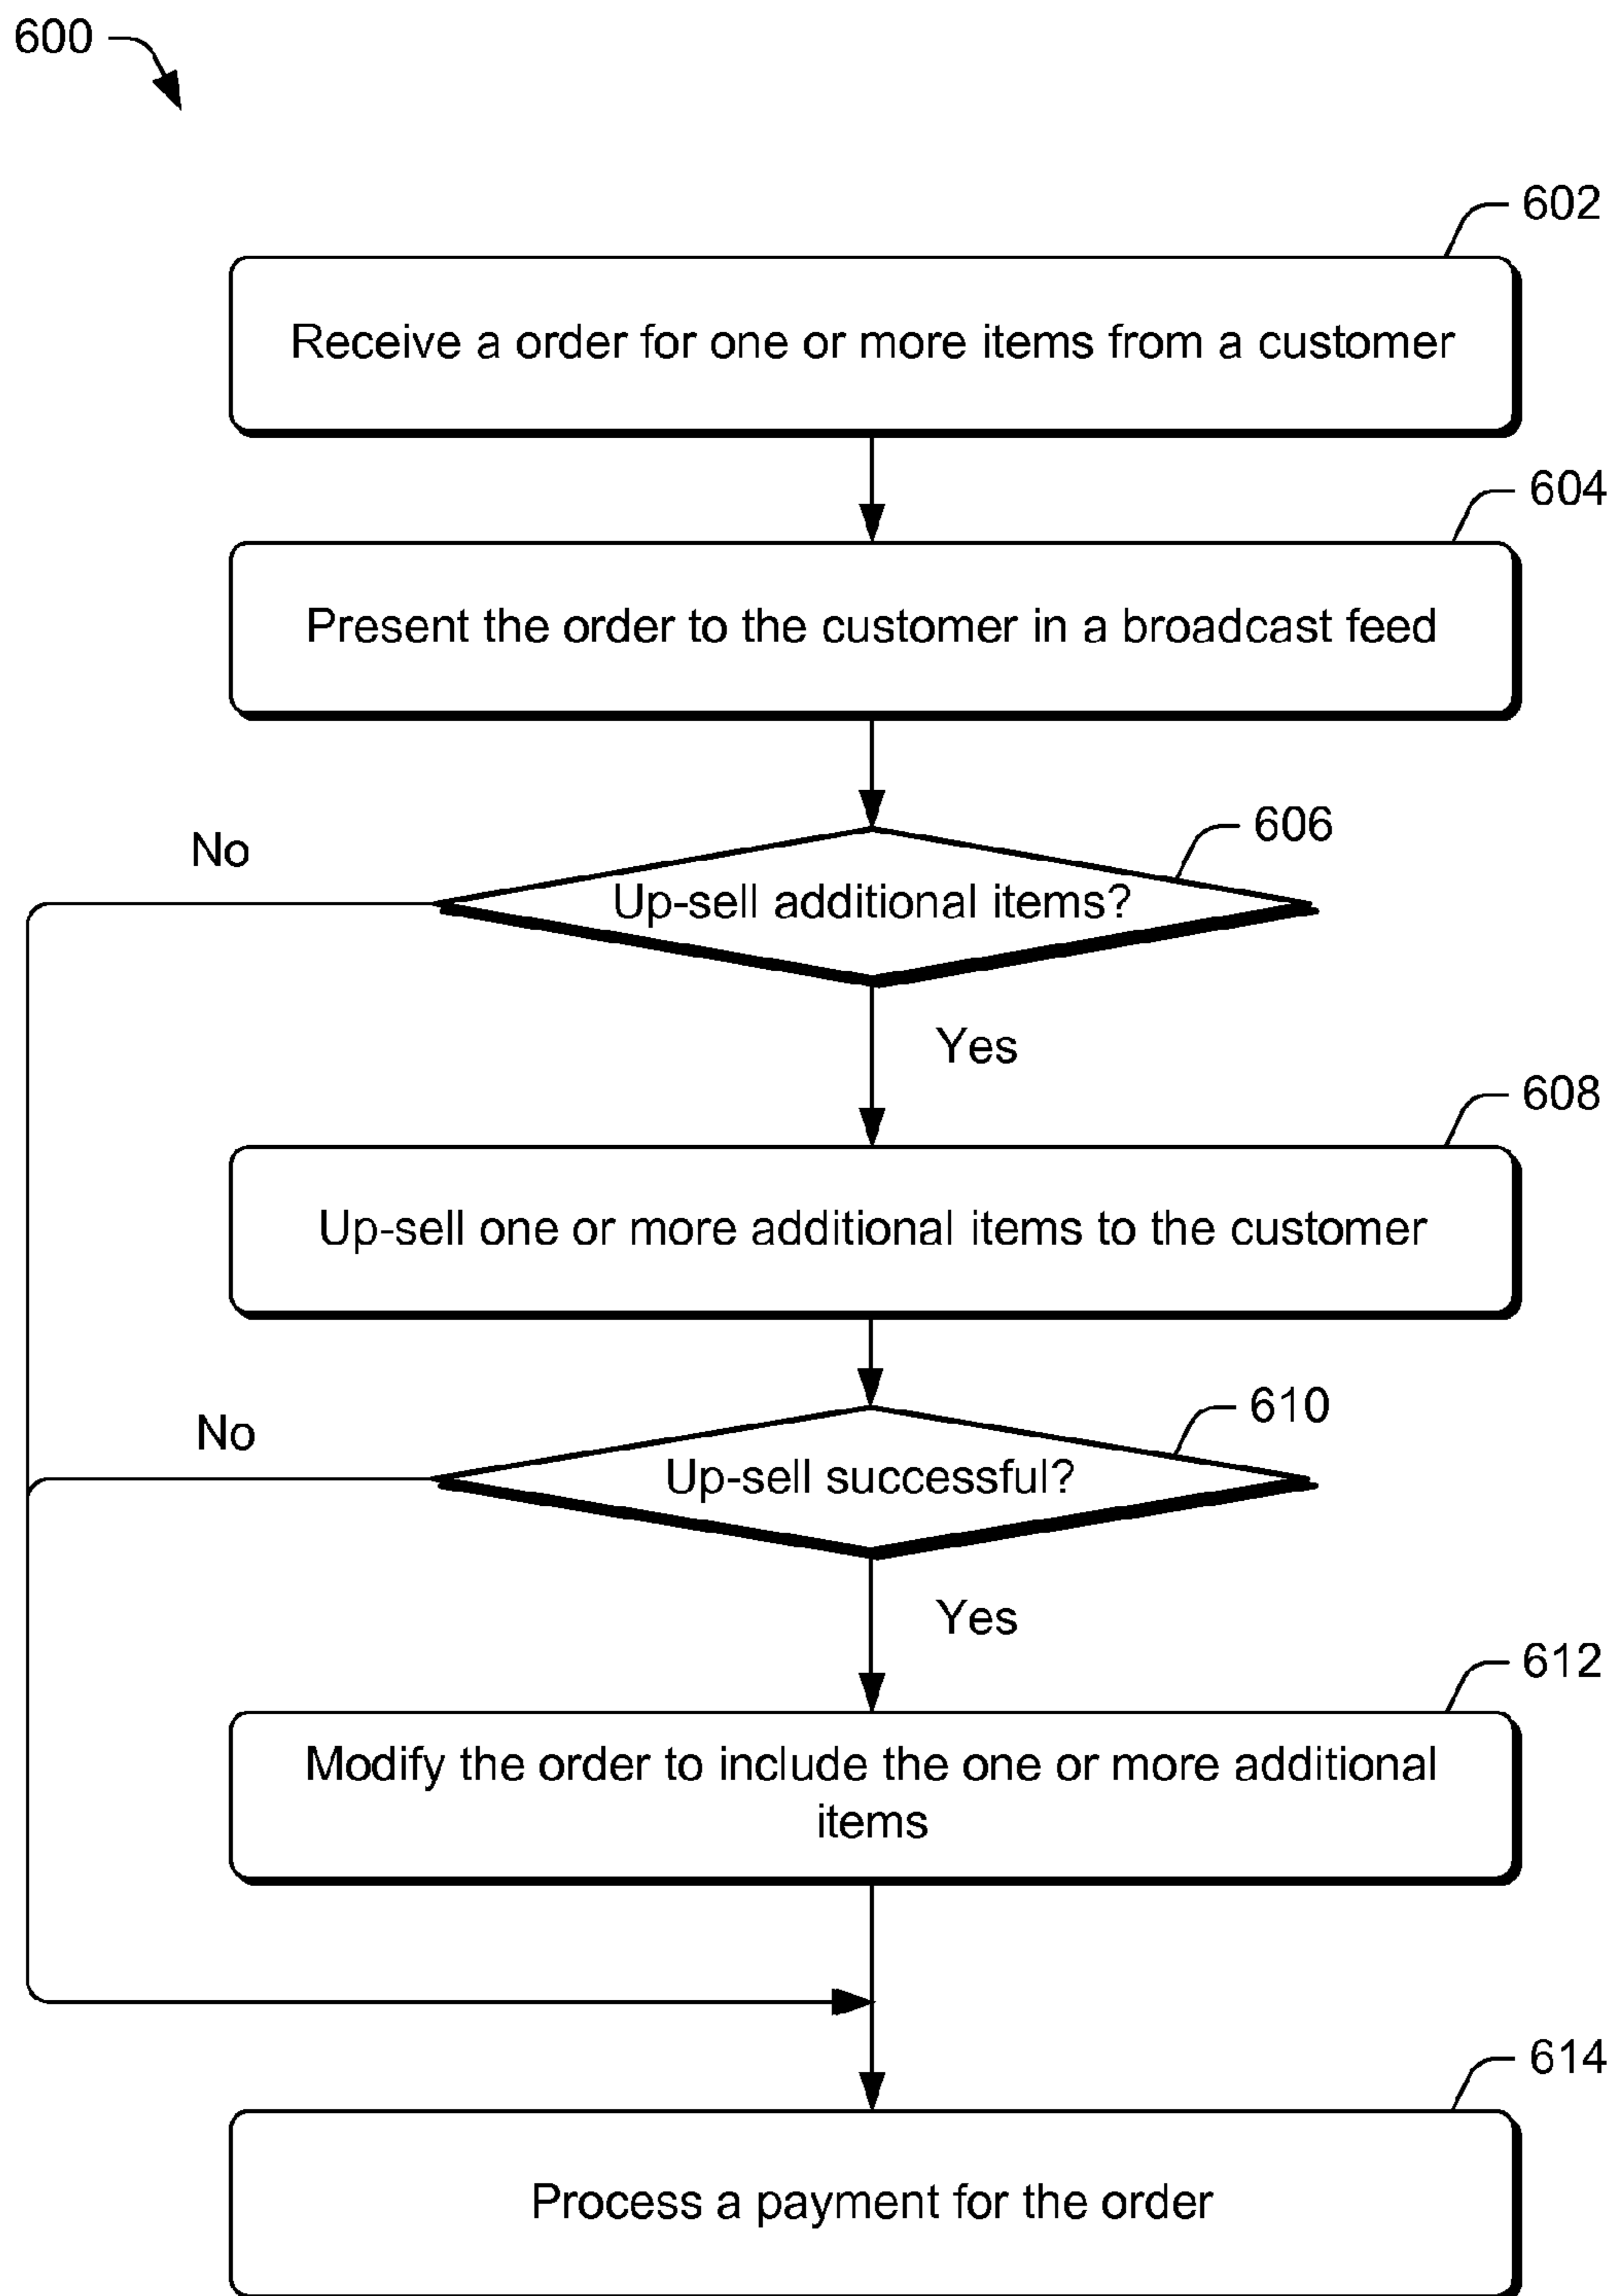 600
602
Receive a order for one or more items from a customer
604
Present the order to the customer in a broadcast feed
606
No
Up-sell additional items?
Yes
608
Up-sell one or more additional items to the customer
610
No
Up-sell successful?
Yes
612
Modify the order to include the one or more additional
items
614
Process a payment for the order